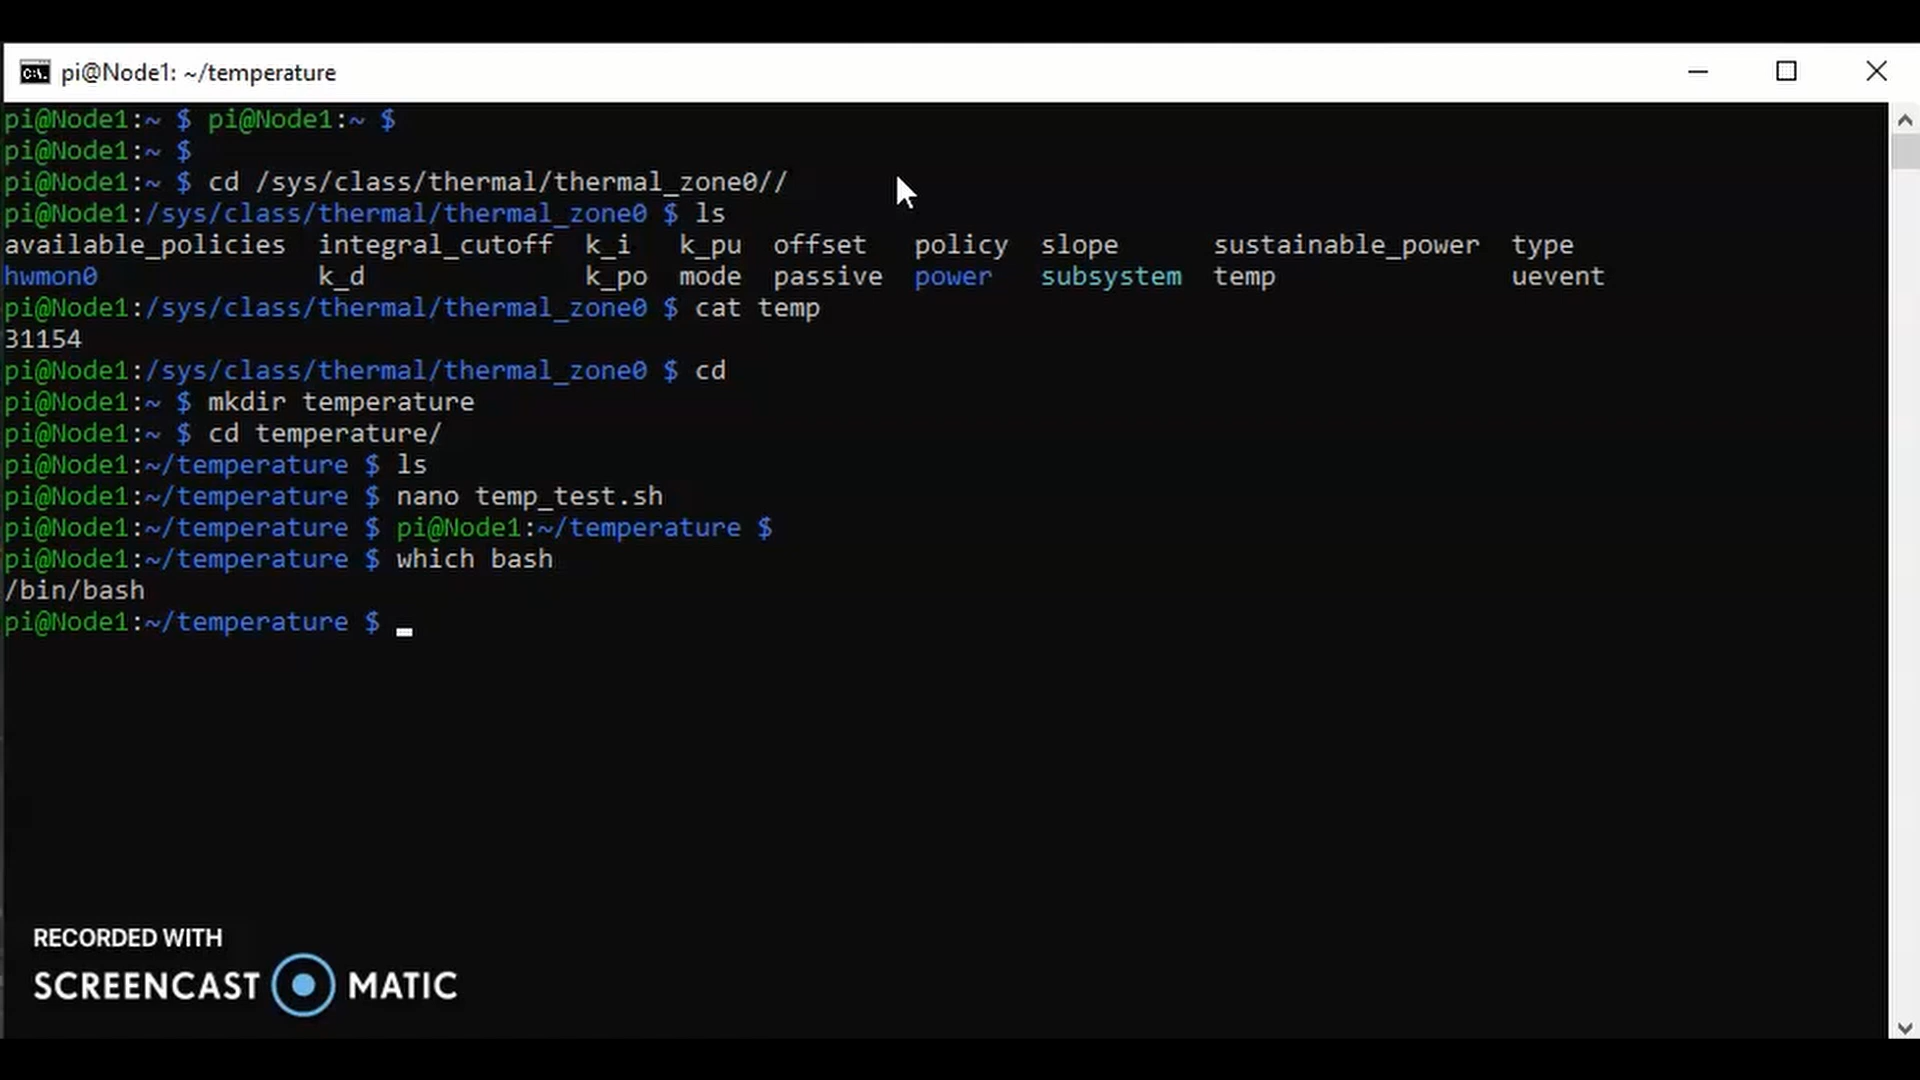 pi@Node1: ~/temperature
pi@Node1:~ $ pi@Node1:~ $
pi@Node1:~ $
pi@Node1:~ $ cd /sys/class/thermal/thermal_zone0//
pi@Node1:/sys/class/thermal/thermal_zone0 $ ls
available_policies  integral_cutoff  k_i   k_pu  offset   policy  slope      sustainable_power  type
hwmon0              k_d              k_po  mode  passive  power   subsystem  temp               uevent
pi@Node1:/sys/class/thermal/thermal_zone0 $ cat temp
31154
pi@Node1:/sys/class/thermal/thermal_zone0 $ cd
pi@Node1:~ $ mkdir temperature
pi@Node1:~ $ cd temperature/
pi@Node1:~/temperature $ ls
pi@Node1:~/temperature $ nano temp_test.sh
pi@Node1:~/temperature $ pi@Node1:~/temperature $
pi@Node1:~/temperature $ which bash
/bin/bash
pi@Node1:~/temperature $
RECORDED WITH
SCREENCAST MATIC